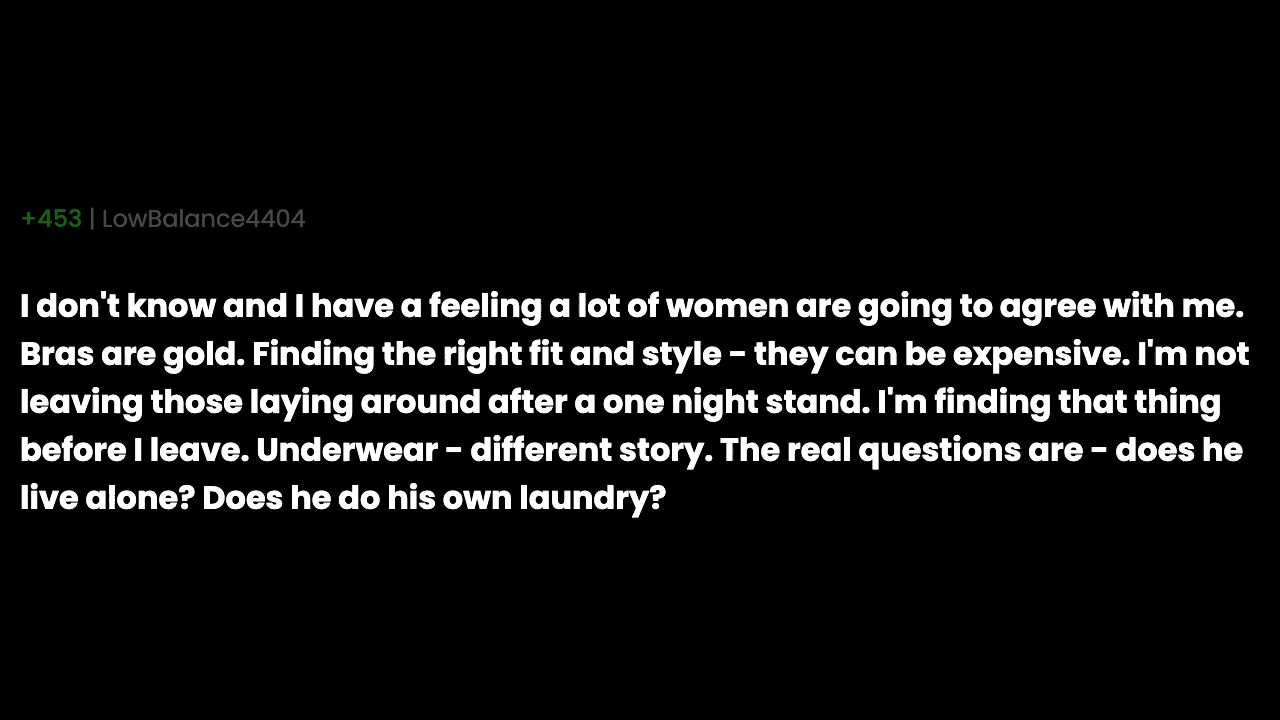 +453 | LowBalance4404
I don't know and I have a feeling a lot of women are going to agree with me.
Bras are gold. Finding the right fit and style - they can be expensive. I'm not
leaving those laying around after a one night stand. I'm finding that thing
before I leave. Underwear - different story. The real questions are - does he
live alone? Does he do his own laundry?